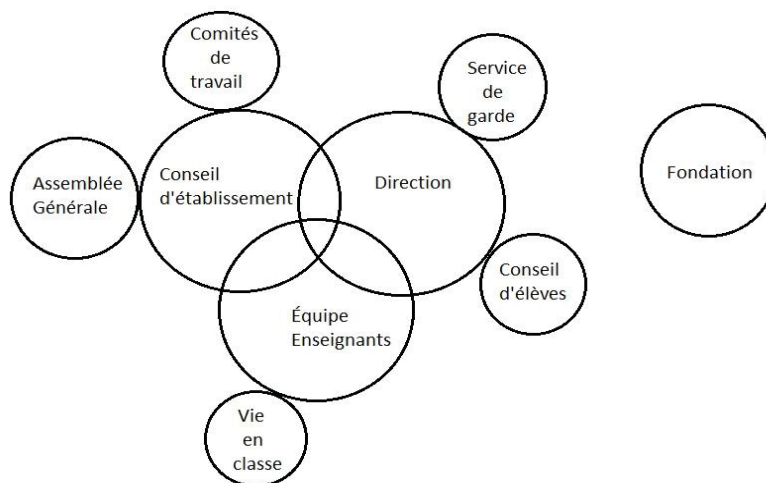 Comités
de
travail
Service
de
garde
Assemblée
Générale
Conseil
d'établissement
Direction
Fondation
Conseil
d'élèves
Équipe
Enseignants
Vie
en
classe